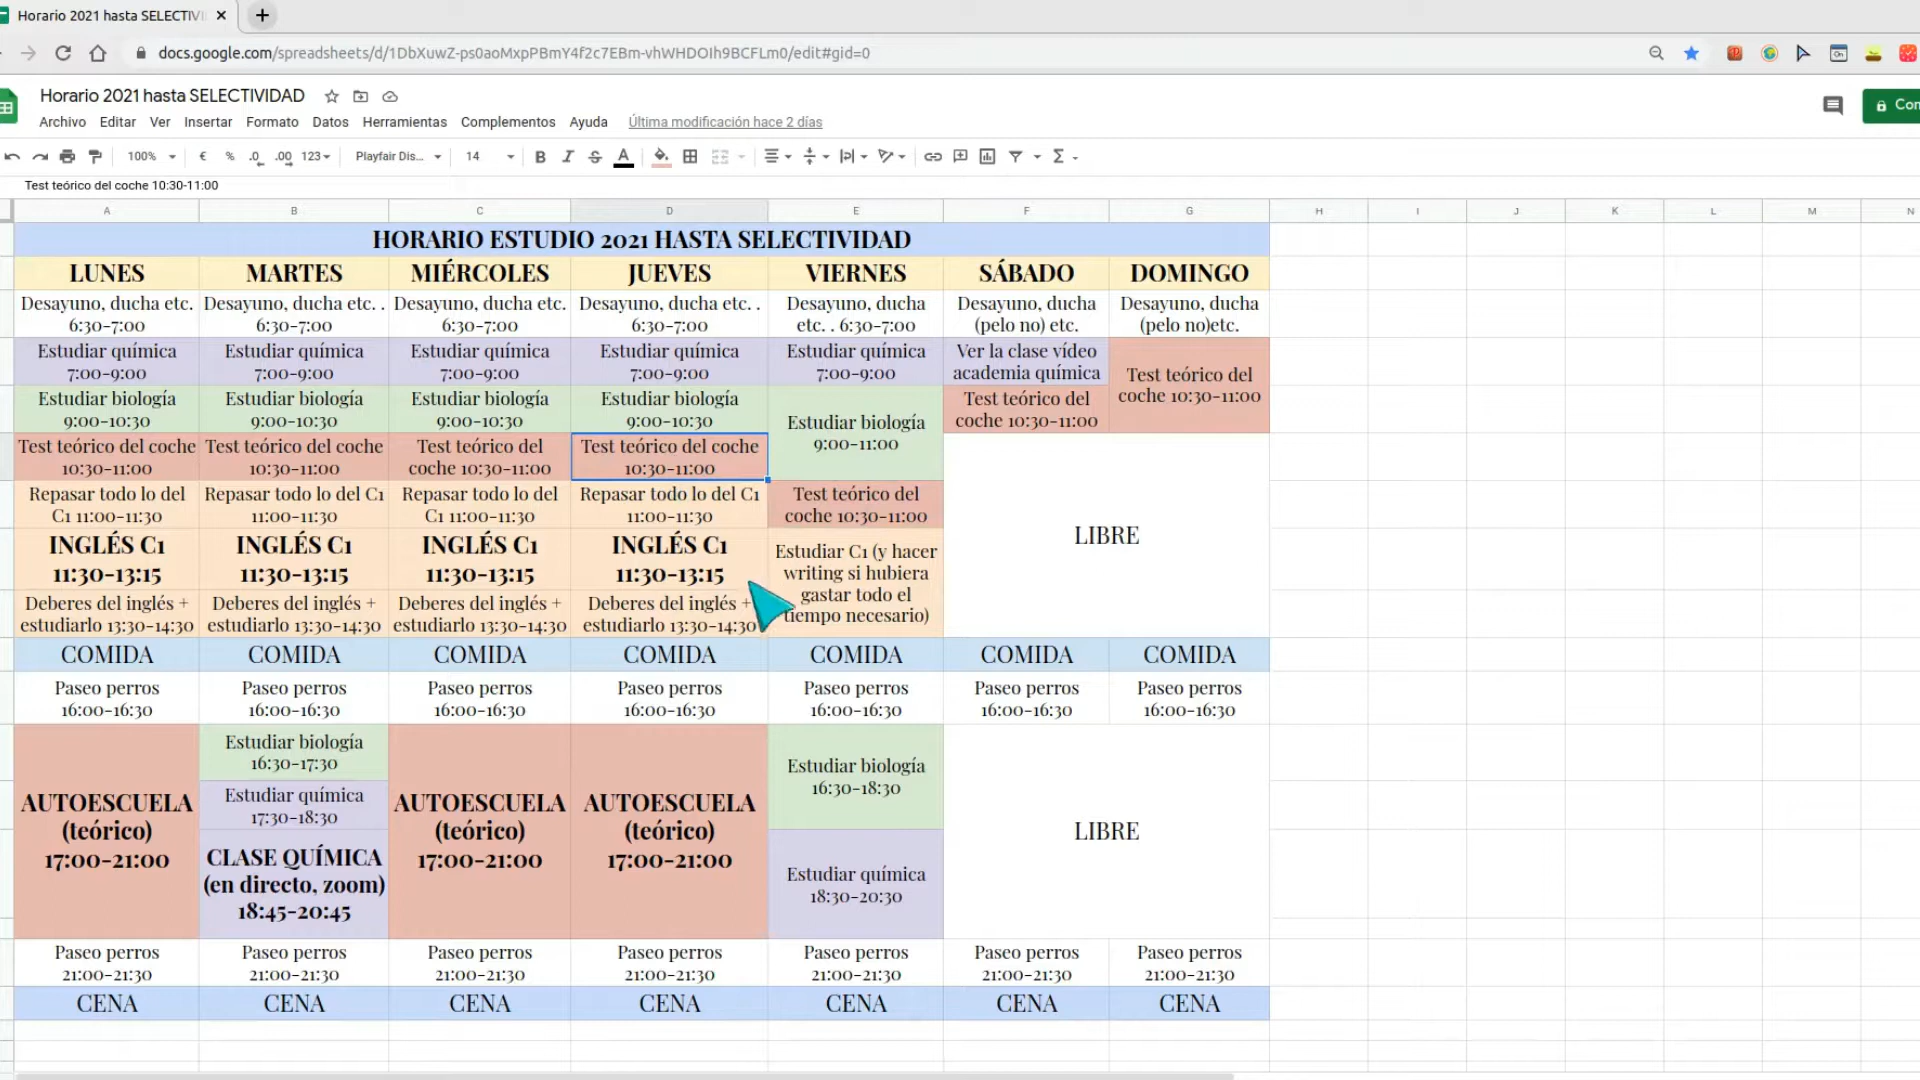 Horario 2021 hasta SELECTIVI
docs.google.com/spreadsheets/d/1DbXuwZ-ps0aoMxpPBmY4f2c7EBm-vhWHDOIh9BCFLm0/edit#gid=0
Horario 2021 hasta SELECTIVIDAD
Archivo Editar Ver Insertar Formato Datos Herramientas Complementos Ayuda Última modificación hace 2 días
100% € % .0 .00 123 Playfair Dis... 14
Test teórico del coche 10:30-11:00
A B C D E F G H I J K L M N
HORARIO ESTUDIO 2021 HASTA SELECTIVIDAD
LUNES MARTES MIÉRCOLES JUEVES VIERNES SÁBADO DOMINGO
Desayuno, ducha etc. Desayuno, ducha etc. . Desayuno, ducha etc. Desayuno, ducha etc. . Desayuno, ducha Desayuno, ducha Desayuno, ducha
6:30-7:00 6:30-7:00 6:30-7:00 6:30-7:00 etc. . 6:30-7:00 (pelo no) etc. (pelo no)etc.
Estudiar química Estudiar química Estudiar química Estudiar química Estudiar química Ver la clase vídeo
7:00-9:00 7:00-9:00 7:00-9:00 7:00-9:00 7:00-9:00 academia química
Test teórico del
coche 10:30-11:00
Estudiar biología Estudiar biología Estudiar biología Estudiar biología Test teórico del
9:00-10:30 9:00-10:30 9:00-10:30 9:00-10:30 coche 10:30-11:00
Estudiar biología
9:00-11:00
Test teórico del coche Test teórico del coche Test teórico del Test teórico del coche
10:30-11:00 10:30-11:00 coche 10:30-11:00 10:30-11:00
Repasar todo lo del Repasar todo lo del C1 Repasar todo lo del Repasar todo lo del C1 Test teórico del
C1 11:00-11:30 11:00-11:30 C1 11:00-11:30 11:00-11:30 coche 10:30-11:00
LIBRE
INGLÉS C1 INGLÉS C1 INGLÉS C1 INGLÉS C1
11:30-13:15 11:30-13:15 11:30-13:15 11:30-13:15
Estudiar C1 (y hacer
writing si hubiera
gastar todo el
tiempo necesario)
Deberes del inglés + Deberes del inglés + Deberes del inglés + Deberes del inglés +
estudiarlo 13:30-14:30 estudiarlo 13:30-14:30 estudiarlo 13:30-14:30 estudiarlo 13:30-14:30
COMIDA COMIDA COMIDA COMIDA COMIDA COMIDA COMIDA
Paseo perros Paseo perros Paseo perros Paseo perros Paseo perros Paseo perros Paseo perros
16:00-16:30 16:00-16:30 16:00-16:30 16:00-16:30 16:00-16:30 16:00-16:30 16:00-16:30
Estudiar biología
16:30-17:30
Estudiar biología
16:30-18:30
Estudiar química
17:30-18:30
AUTOESCUELA AUTOESCUELA AUTOESCUELA
(teórico) (teórico) (teórico)
17:00-21:00 17:00-21:00 17:00-21:00
LIBRE
CLASE QUÍMICA
(en directo, zoom)
18:45-20:45
Estudiar química
18:30-20:30
Paseo perros Paseo perros Paseo perros Paseo perros Paseo perros Paseo perros Paseo perros
21:00-21:30 21:00-21:30 21:00-21:30 21:00-21:30 21:00-21:30 21:00-21:30 21:00-21:30
CENA CENA CENA CENA CENA CENA CENA